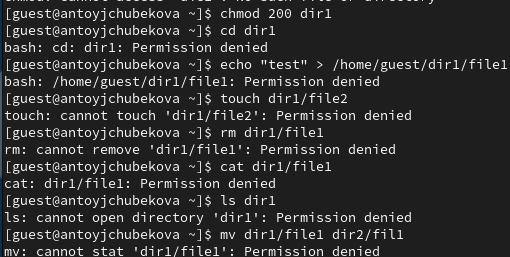 [guest@antoyjchubekova ~]$ chmod 200 dir1
[guest@antoyjchubekova ~]$ cd dir1
bash: cd: dir1: Permission denied
[guest@antoyjchubekova ~]$ echo "test" > /home/guest/dir1/file1
bash: /home/guest/dir1/file1: Permission denied
[guest@antoyjchubekova ~]$ touch dir1/file2
touch: cannot touch 'dir1/file2': Permission denied
[guest@antoyjchubekova ~]$ rm dir1/file1
rm: cannot remove 'dir1/file1': Permission denied
[guest@antoyjchubekova ~]$ cat dir1/file1
cat: dir1/file1: Permission denied
[guest@antoyjchubekova ~]$ ls dir1
ls: cannot open directory 'dir1': Permission denied
[guest@antoyjchubekova ~]$ mv dir1/file1 dir2/fil1
mv: cannot stat 'dir1/file1': Permission denied